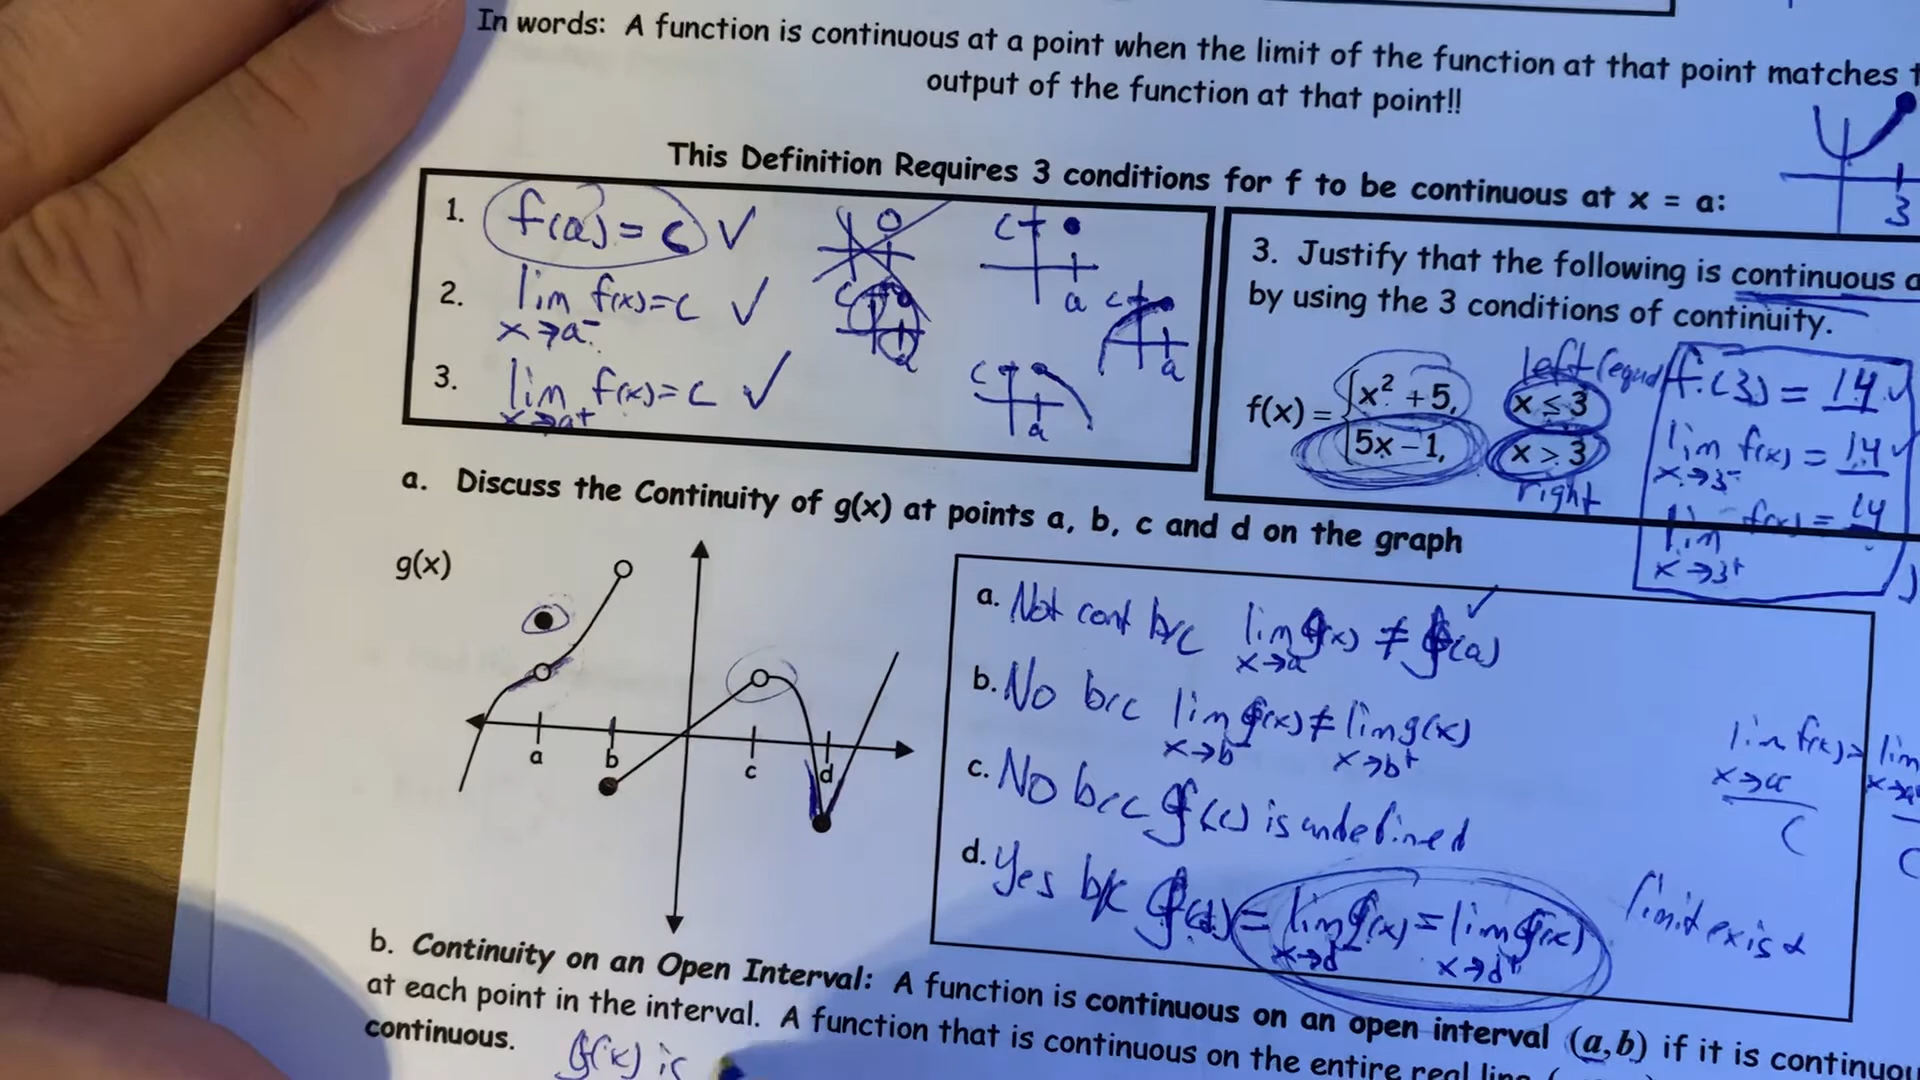 In words: A function is continuous at a point when the limit of the function at that point matches
output of the function at that point!!
This Definition Requires 3 conditions for f to be continuous at x = a:
1. f(a) = c ✓
2. lim f(x) = c ✓
x→a⁻
3. lim f(x) = c ✓
x→a⁺
c
a
c
a
c
a
c
a
3
3. Justify that the following is continuous
by using the 3 conditions of continuity.
left (equal)
f(x) = { x² + 5, x ≤ 3
5x – 1, x > 3
right
f(3) = 14 ✓
lim f(x) = 14 ✓
x→3⁻
lim f(x) = 14
x→3⁺
a. Discuss the Continuity of g(x) at points a, b, c and d on the graph
g(x)
a
b
c
d
a. Not cont b/c lim g(x) ≠ g(a) ✓
x→a
b. No b/c lim g(x) ≠ lim g(x)
x→b⁻ x→b⁺
c. No b/c g(c) is undefined
d. Yes b/c g(d) = lim g(x) = lim g(x)
x→d⁻ x→d⁺
lim f(x) = lim
x→a⁻ x→a⁺
c c
limit exist
b. Continuity on an Open Interval: A function is continuous on an open interval (a,b) if it is
at each point in the interval. A function that is continuous on the entire real line (
continuous.
g(x) is